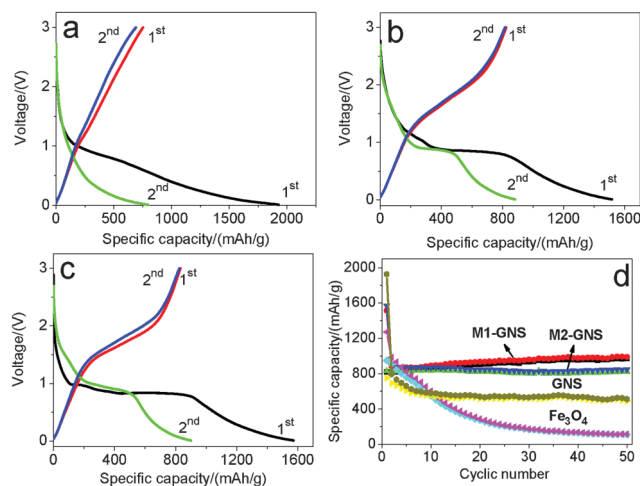 a
2nd
1st
2nd
1st
Voltage/(V)
3
2
1
0
0 500 1000 1500 2000
Specific capacity/(mAh/g)
b
2nd
1st
2nd
1st
Voltage/(V)
3
2
1
0
0 400 800 1200 1600
Specific capacity/(mAh/g)
c
2nd
1st
2nd
1st
Voltage/(V)
3
2
1
0
0 400 800 1200 1600
Specific capacity/(mAh/g)
d
M1-GNS
M2-GNS
GNS
Fe3O4
Specific capacity/(mAh/g)
2000
1600
1200
800
400
0
0 10 20 30 40 50
Cyclic number